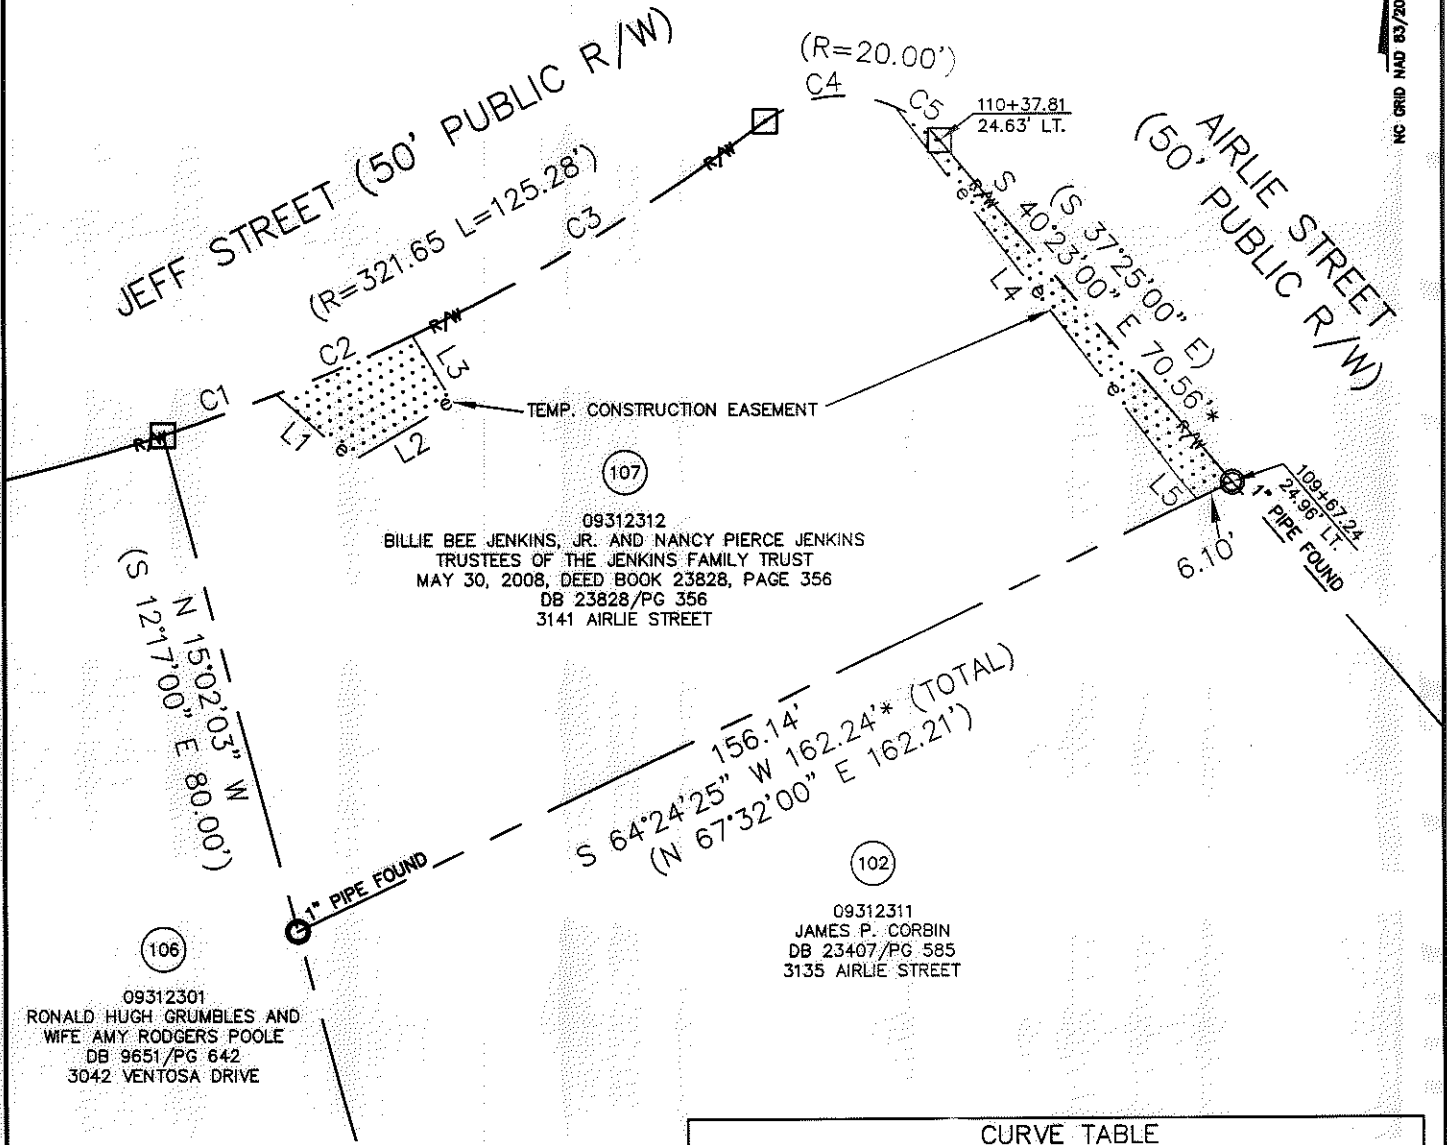 NC GRID NAD 83/20
JEFF STREET (50' PUBLIC R/W)
(R=20.00')
C4
C5
110+37.81
24.63' LT.
AIRLIE STREET
(50' PUBLIC R/W)
(R=321.65 L=125.28')
C3
R/W
R/W
e
S 40°23'00" E 70.56'*
(S 37°25'00" E)
L4
e
C2
R/W
L3
C1
R/W
L1
e
L2
e
TEMP. CONSTRUCTION EASEMENT
e
R/W
L5
109+67.24
24.96' LT.
1" PIPE FOUND
6.10'
107
09312312
BILLIE BEE JENKINS, JR. AND NANCY PIERCE JENKINS
TRUSTEES OF THE JENKINS FAMILY TRUST
MAY 30, 2008, DEED BOOK 23828, PAGE 356
DB 23828/PG 356
3141 AIRLIE STREET
N 15°02'03" W
(S 12°17'00" E 80.00')
156.14'
S 64°24'25" W 162.24'* (TOTAL)
(N 67°32'00" E 162.21')
1" PIPE FOUND
102
09312311
JAMES P. CORBIN
DB 23407/PG 585
3135 AIRLIE STREET
106
09312301
RONALD HUGH GRUMBLES AND
WIFE AMY RODGERS POOLE
DB 9651/PG 642
3042 VENTOSA DRIVE
R/W
CURVE TABLE